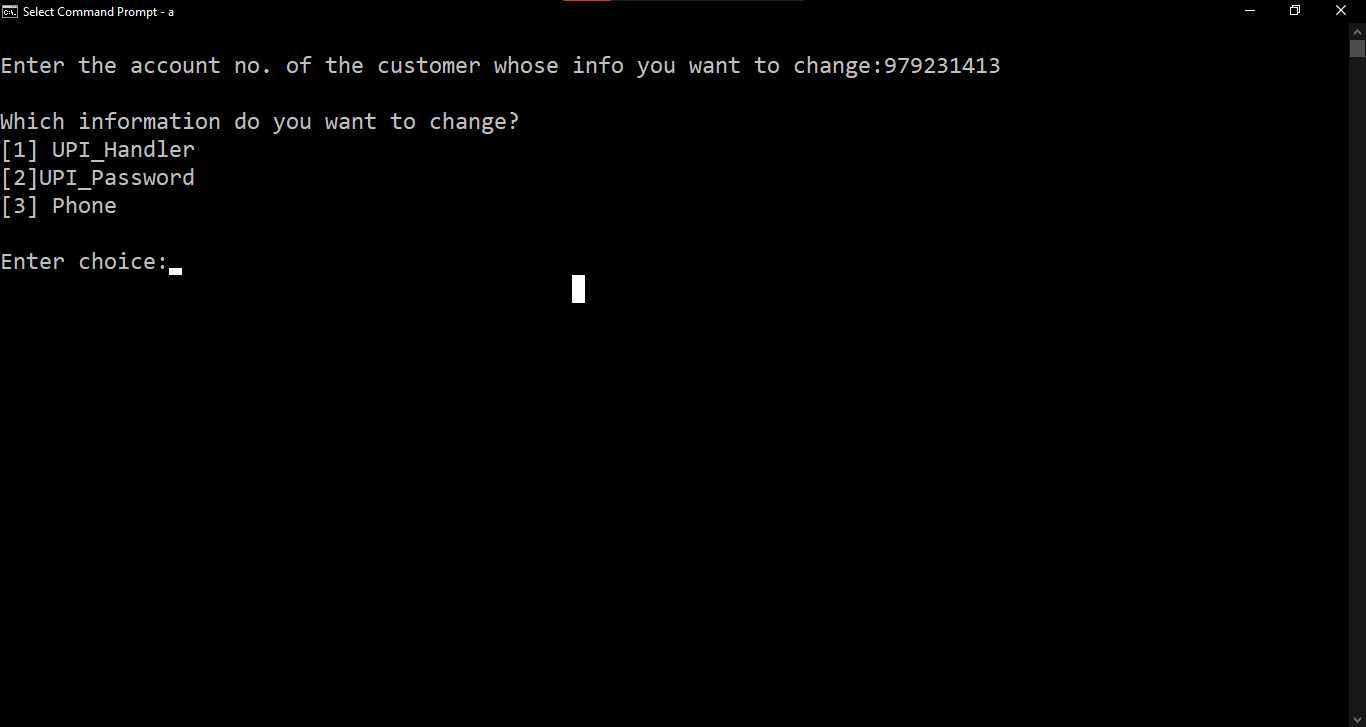 Select Command Prompt - a
Enter the account no. of the customer whose info you want to change:979231413
Which information do you want to change?
[1] UPI_Handler
[2]UPI_Password
[3] Phone
Enter choice: